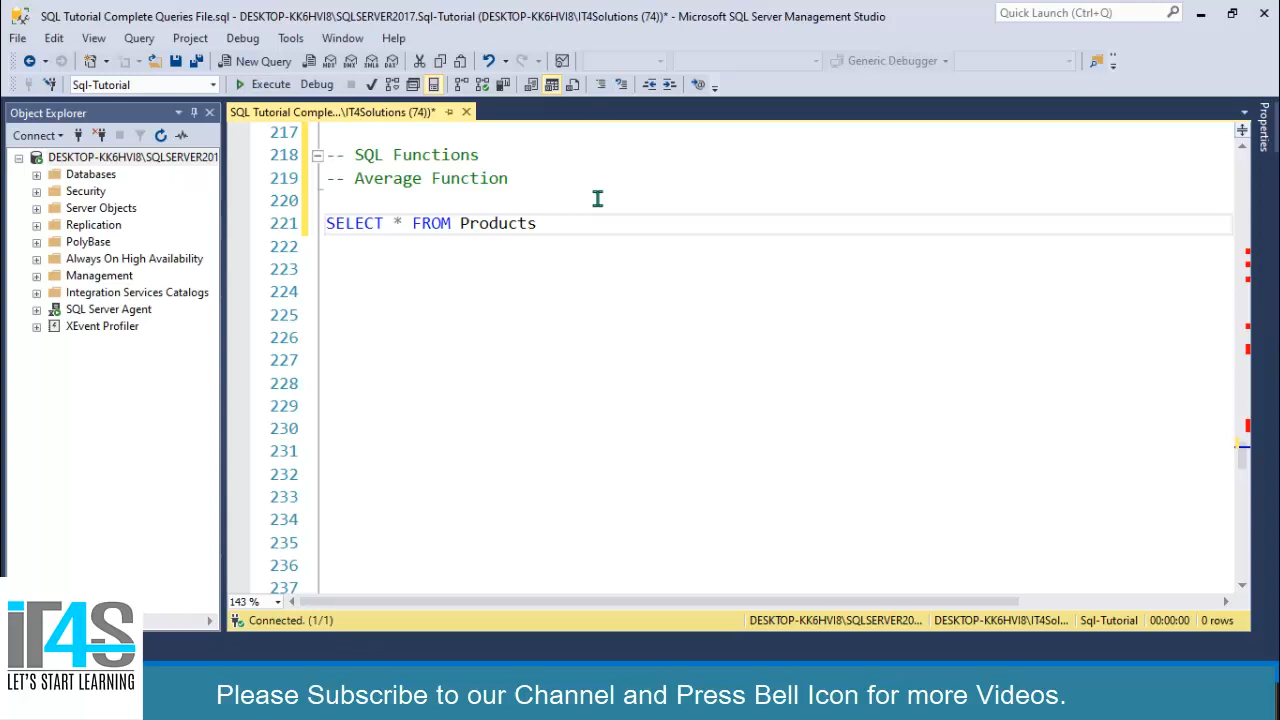 SQL Tutorial Complete Queries File.sql - DESKTOP-KK6HVI8\SQLSERVER2017.Sql-Tutorial (DESKTOP-KK6HVI8\IT4Solutions (74))* - Microsoft SQL Server Management Studio
Quick Launch (Ctrl+Q)
File Edit View Query Project Debug Tools Window Help
New Query
Generic Debugger
Sql-Tutorial
Execute Debug
Object Explorer
SQL Tutorial Comple...\IT4Solutions (74))*
Properties
Connect
DESKTOP-KK6HVI8\SQLSERVER201
Databases
Security
Server Objects
Replication
PolyBase
Always On High Availability
Management
Integration Services Catalogs
SQL Server Agent
XEvent Profiler
217
218 -- SQL Functions
219 -- Average Function
220
221 SELECT * FROM Products
222
223
224
225
226
227
228
229
230
231
232
233
234
235
236
237
143 %
Connected. (1/1)
DESKTOP-KK6HVI8\SQLSERVER20... DESKTOP-KK6HVI8\IT4Sol... Sql-Tutorial 00:00:00 0 rows
iT4S
LET'S START LEARNING
Please Subscribe to our Channel and Press Bell Icon for more Videos.